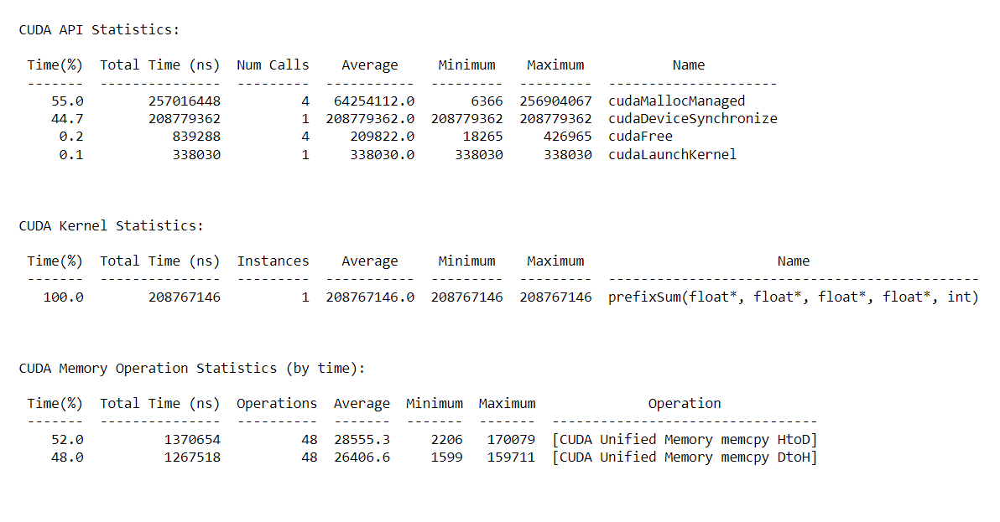 CUDA API Statistics:
Time(%)  Total Time (ns)  Num Calls    Average     Minimum    Maximum           Name
-------  ---------------  ---------  -----------  ---------  ---------  ---------------------
   55.0        257016448          4   64254112.0       6366  256904067  cudaMallocManaged
   44.7        208779362          1  208779362.0  208779362  208779362  cudaDeviceSynchronize
    0.2           839288          4     209822.0      18265     426965  cudaFree
    0.1           338030          1     338030.0     338030     338030  cudaLaunchKernel
CUDA Kernel Statistics:
Time(%)  Total Time (ns)  Instances    Average     Minimum    Maximum                        Name
-------  ---------------  ---------  -----------  ---------  ---------  ----------------------------------------------
  100.0        208767146          1  208767146.0  208767146  208767146  prefixSum(float*, float*, float*, float*, int)
CUDA Memory Operation Statistics (by time):
Time(%)  Total Time (ns)  Operations  Average  Minimum  Maximum              Operation
-------  ---------------  ----------  -------  -------  -------  ---------------------------------
   52.0          1370654          48  28555.3     2206   170079  [CUDA Unified Memory memcpy HtoD]
   48.0          1267518          48  26406.6     1599   159711  [CUDA Unified Memory memcpy DtoH]